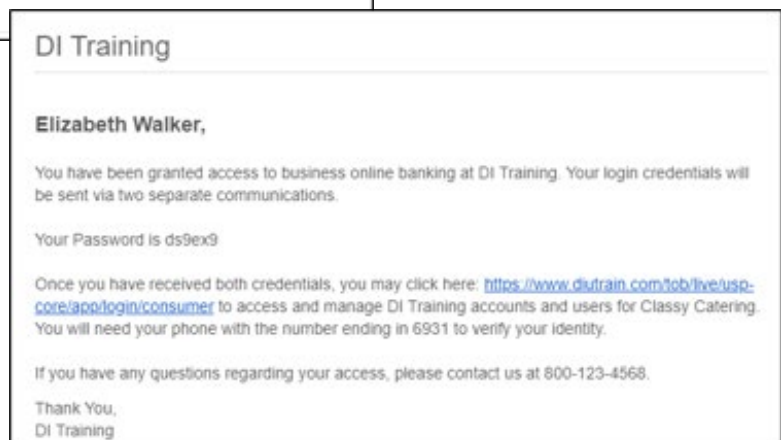 DI Training
Elizabeth Walker,
You have been granted access to business online banking at DI Training. Your login credentials will
be sent via two separate communications.
Your Password is ds9ex9
Once you have received both credentials, you may click here: https://www.diutrain.com/tob/live/usp-
core/app/login/consumer to access and manage DI Training accounts and users for Classy Catering.
You will need your phone with the number ending in 6931 to verify your identity.
If you have any questions regarding your access, please contact us at 800-123-4568.
Thank You,
DI Training